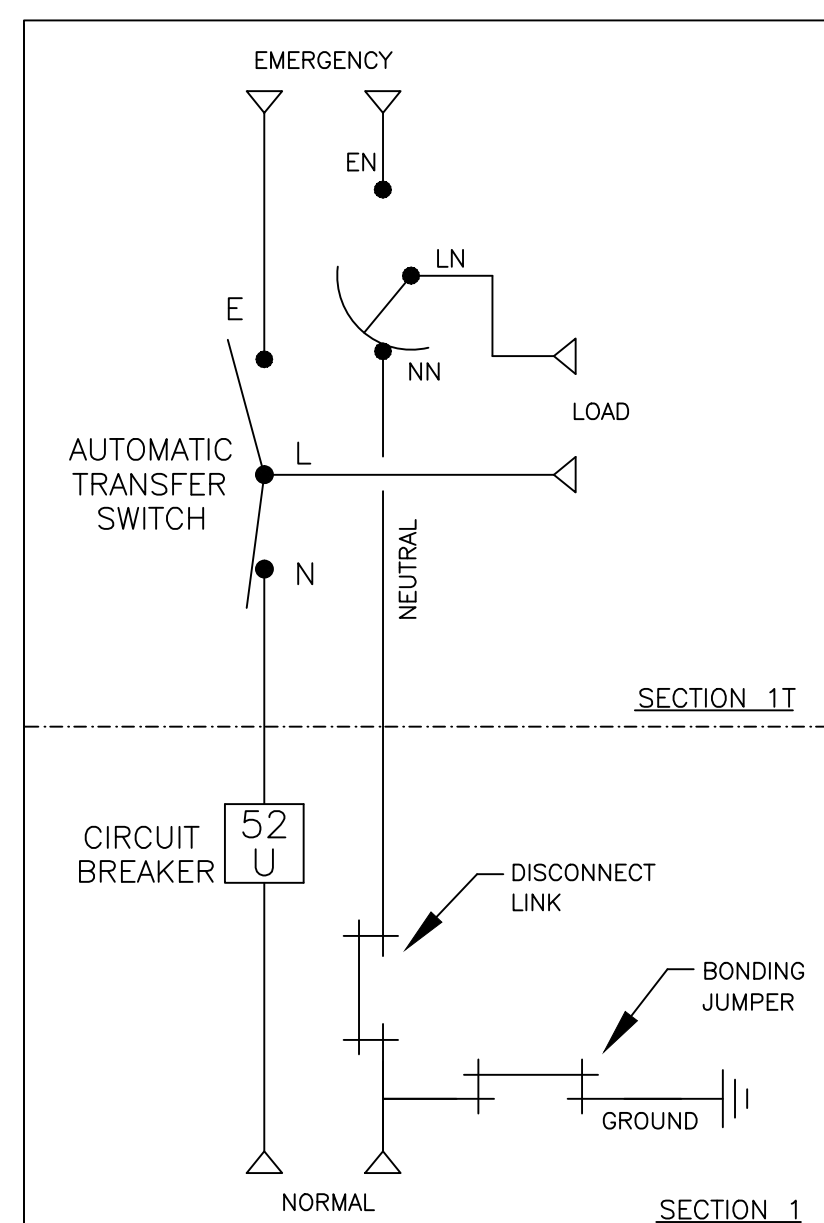 EMERGENCY
EN
LN
E
NN
LOAD
AUTOMATIC
TRANSFER
SWITCH
L
N
NEUTRAL
SECTION 1T
CIRCUIT
BREAKER
52
U
DISCONNECT
LINK
BONDING
JUMPER
GROUND
NORMAL
SECTION 1